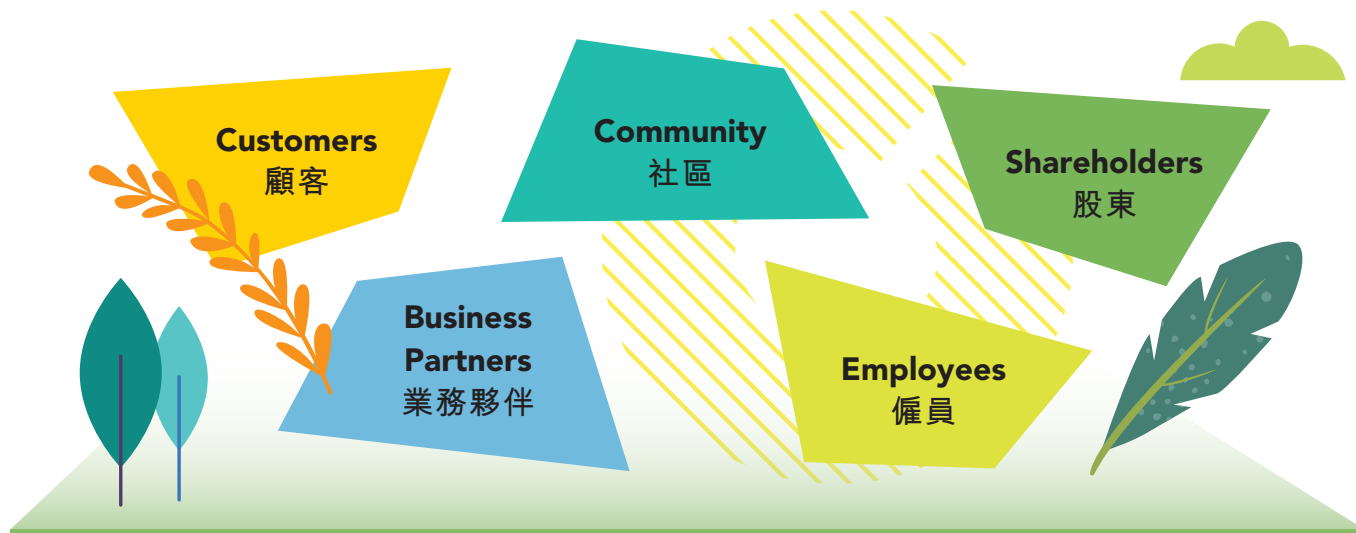 Customers
顧客
Community
社區
Shareholders
股東
Business
Partners
業務夥伴
Employees
僱員